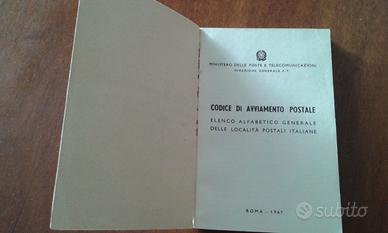 MINISTERO DELLE POSTE E TELECOMUNICAZIONI
DIREZIONE GENERALE P.T.
CODICE DI AVVIAMENTO POSTALE
ELENCO ALFABETICO GENERALE
DELLE LOCALITÀ POSTALI ITALIANE
ROMA - 1967
subito